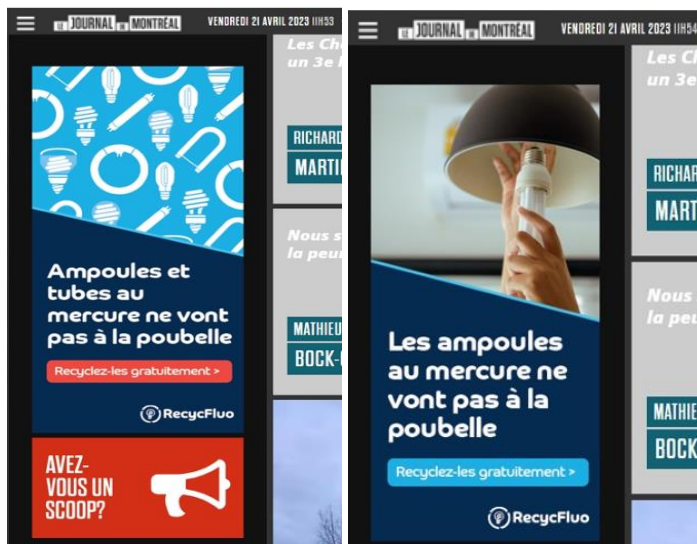 LE JOURNAL DE MONTRÉAL
VENDREDI 21 AVRIL 2023 11H53
Les Ch
un 3e
RICHARD
MARTI
Ampoules et
tubes au
mercure ne vont
pas à la poubelle
Recyclez-les gratuitement >
RecycFluo
Nous s
la peu
MATHIEU
BOCK-
AVEZ-
VOUS UN
SCOOP?
LE JOURNAL DE MONTRÉAL
VENDREDI 21 AVRIL 2023 11H54
Les Ch
un 3e
RICHAR
MART
Les ampoules
au mercure ne
vont pas à la
poubelle
Recyclez-les gratuitement >
RecycFluo
Nous
la peu
MATHIE
BOCK